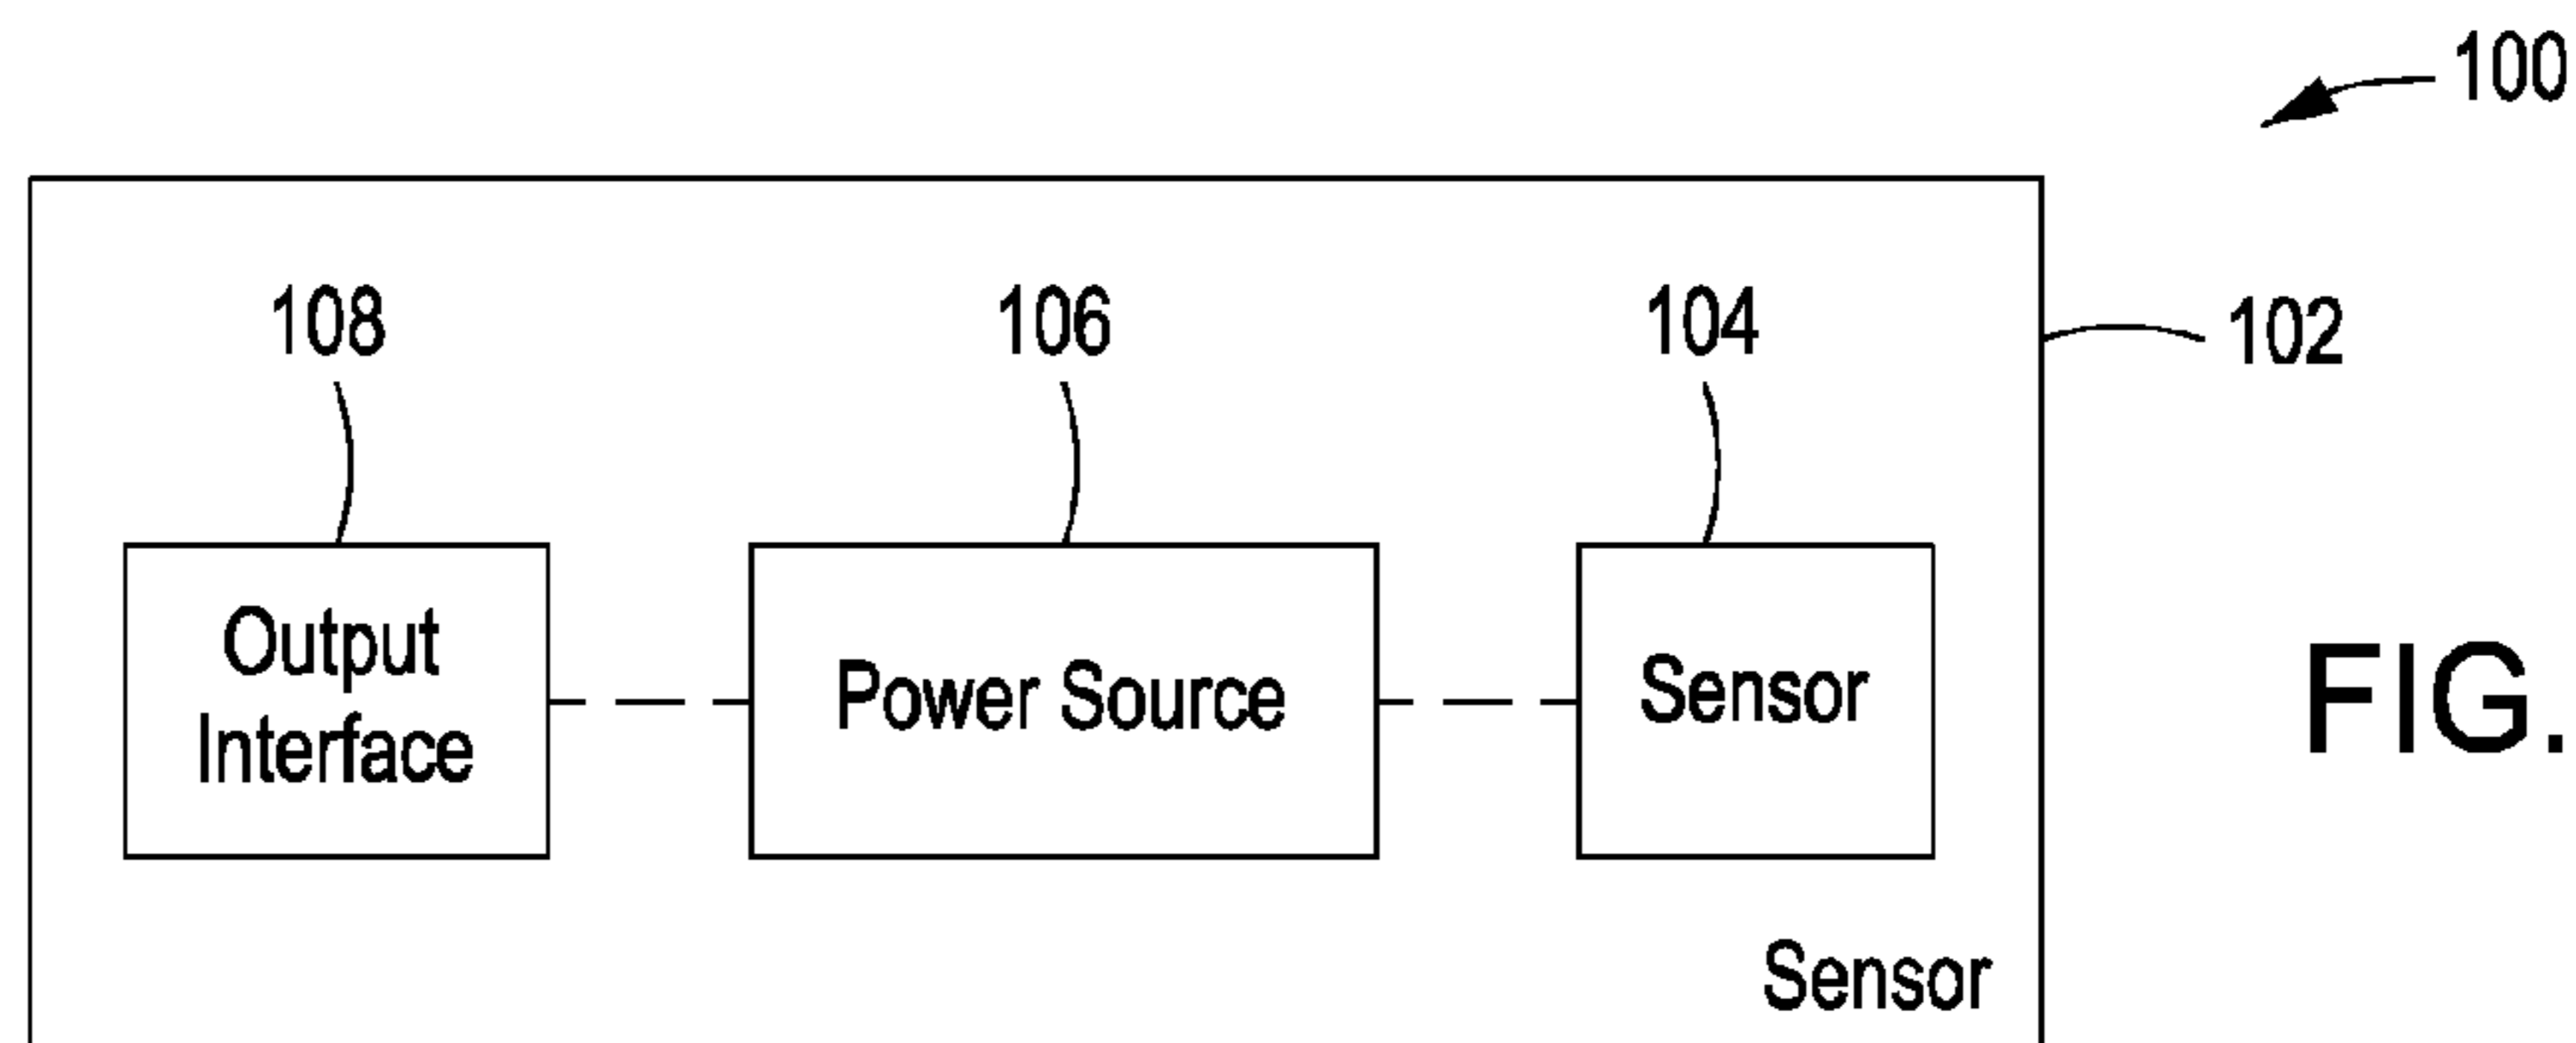 100
108
106
104
102
Output
Interface
Power Source
Sensor
FIG.
Sensor